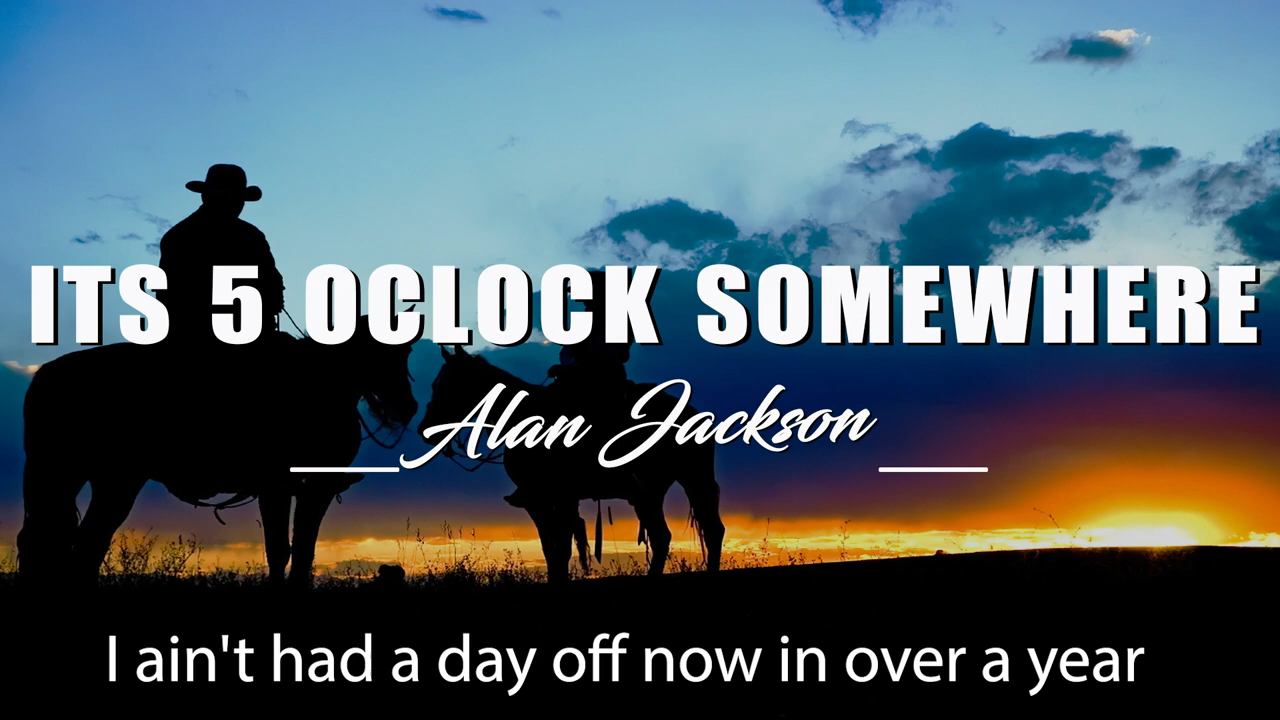 ITS 5 OCLOCK SOMEWHERE
Alan Jackson
I ain't had a day off now in over a year